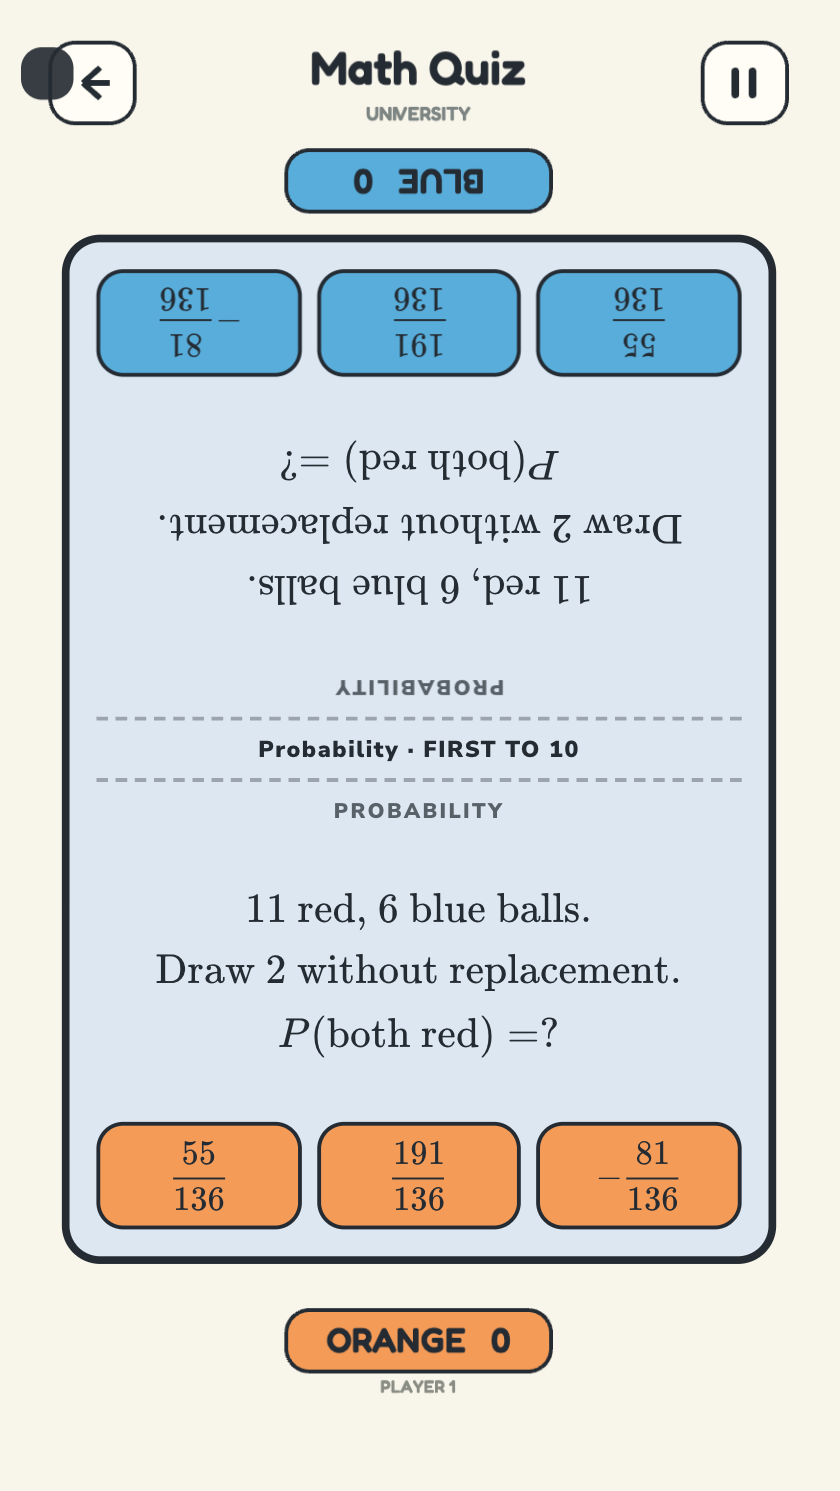 Math Quiz
UNIVERSITY
BLUE 0
55/136 191/136 -81/136
11 red, 6 blue balls.
Draw 2 without replacement.
P(both red) =?
PROBABILITY
Probability · FIRST TO 10
PROBABILITY
11 red, 6 blue balls.
Draw 2 without replacement.
P(both red) =?
55/136 191/136 -81/136
ORANGE 0
PLAYER 1